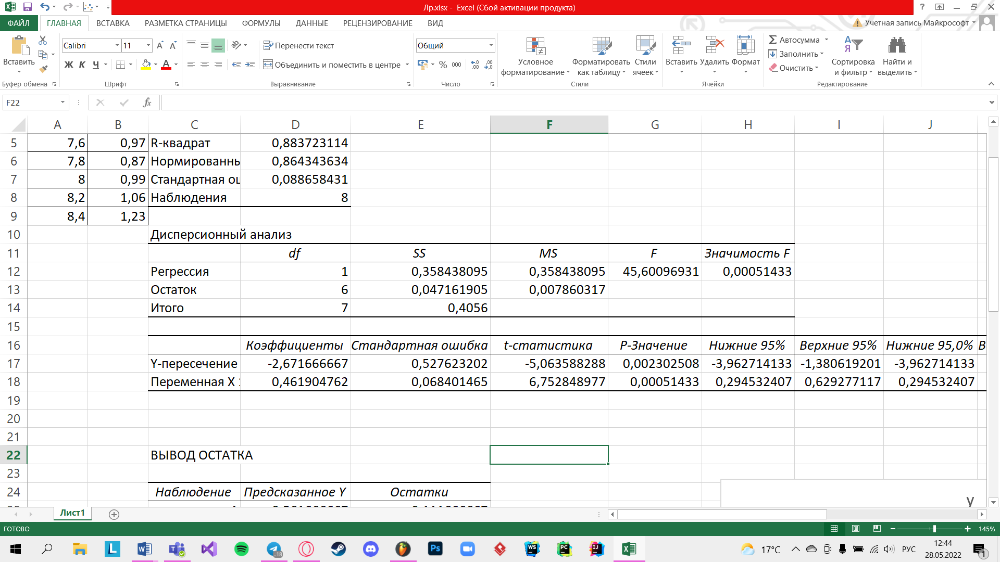 Лр.xlsx - Excel (Сбой активации продукта)
ФАЙЛ ГЛАВНАЯ ВСТАВКА РАЗМЕТКА СТРАНИЦЫ ФОРМУЛЫ ДАННЫЕ РЕЦЕНЗИРОВАНИЕ ВИД Учетная запись Майкрософт
Calibri 11 Перенести текст Общий Автосумма
Вставить Ж К Ч Объединить и поместить в центре % 000 Условное форматирование Форматировать как таблицу Стили ячеек Вставить Удалить Формат Заполнить Очистить Сортировка и фильтр Найти и выделить
Буфер обмена Шрифт Выравнивание Число Стили Ячейки Редактирование
F22 fx
A B C D E F G H I J
5 7,6 0,97 R-квадрат 0,883723114
6 7,8 0,87 Нормированнь 0,864343634
7 8 0,99 Стандартная ош 0,088658431
8 8,2 1,06 Наблюдения 8
9 8,4 1,23
10 Дисперсионный анализ
11 df SS MS F Значимость F
12 Регрессия 1 0,358438095 0,358438095 45,60096931 0,00051433
13 Остаток 6 0,047161905 0,007860317
14 Итого 7 0,4056
15
16 Коэффициенты Стандартная ошибка t-статистика P-Значение Нижние 95% Верхние 95% Нижние 95,0% В
17 Y-пересечение -2,671666667 0,527623202 -5,063588288 0,002302508 -3,962714133 -1,380619201 -3,962714133
18 Переменная X 1 0,461904762 0,068401465 6,752848977 0,00051433 0,294532407 0,629277117 0,294532407
19
20
21
22 ВЫВОД ОСТАТКА
23
24 Наблюдение Предсказанное Y Остатки
y
Лист1
ГОТОВО 145%
17°C РУС 12:44
28.05.2022